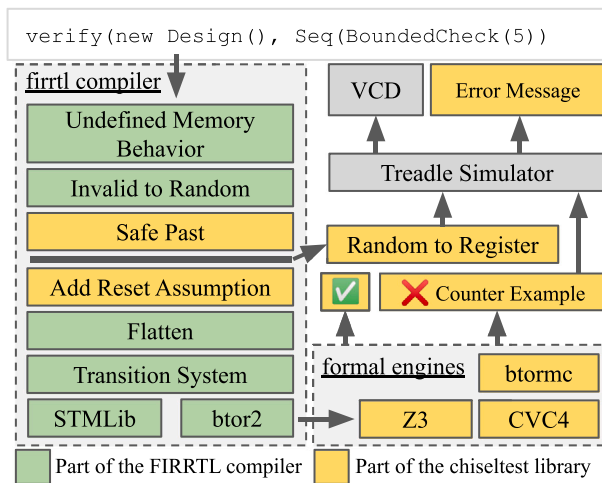 verify(new Design(), Seq(BoundedCheck(5))
firrtl compiler
Undefined Memory
Behavior
Invalid to Random
Safe Past
Add Reset Assumption
Flatten
Transition System
STMLib
btor2
VCD
Error Message
Treadle Simulator
Random to Register
✅
❌ Counter Example
formal engines
btormc
Z3
CVC4
Part of the FIRRTL compiler
Part of the chiseltest library